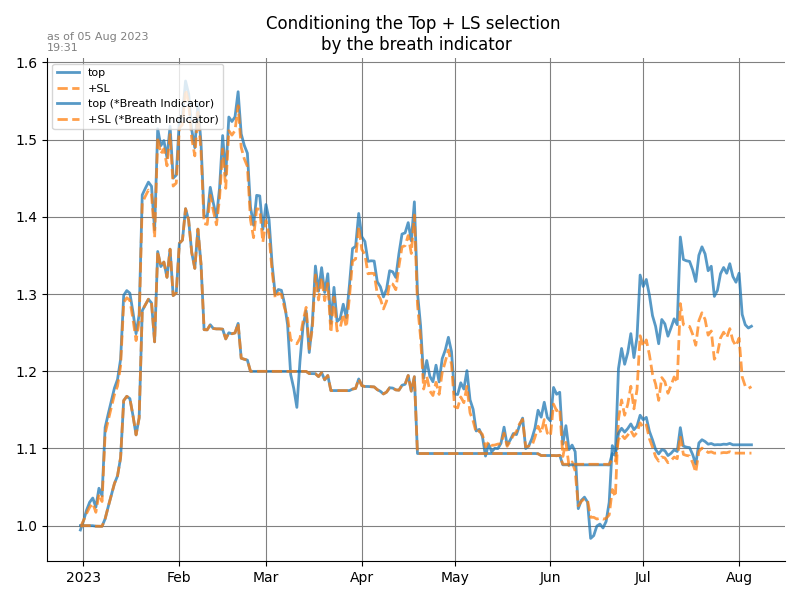 Conditioning the Top + LS selection
by the breath indicator
as of 05 Aug 2023
19:31
top
+SL
top (*Breath Indicator)
+SL (*Breath Indicator)
1.6
1.5
1.4
1.3
1.2
1.1
1.0
2023 Feb Mar Apr May Jun Jul Aug